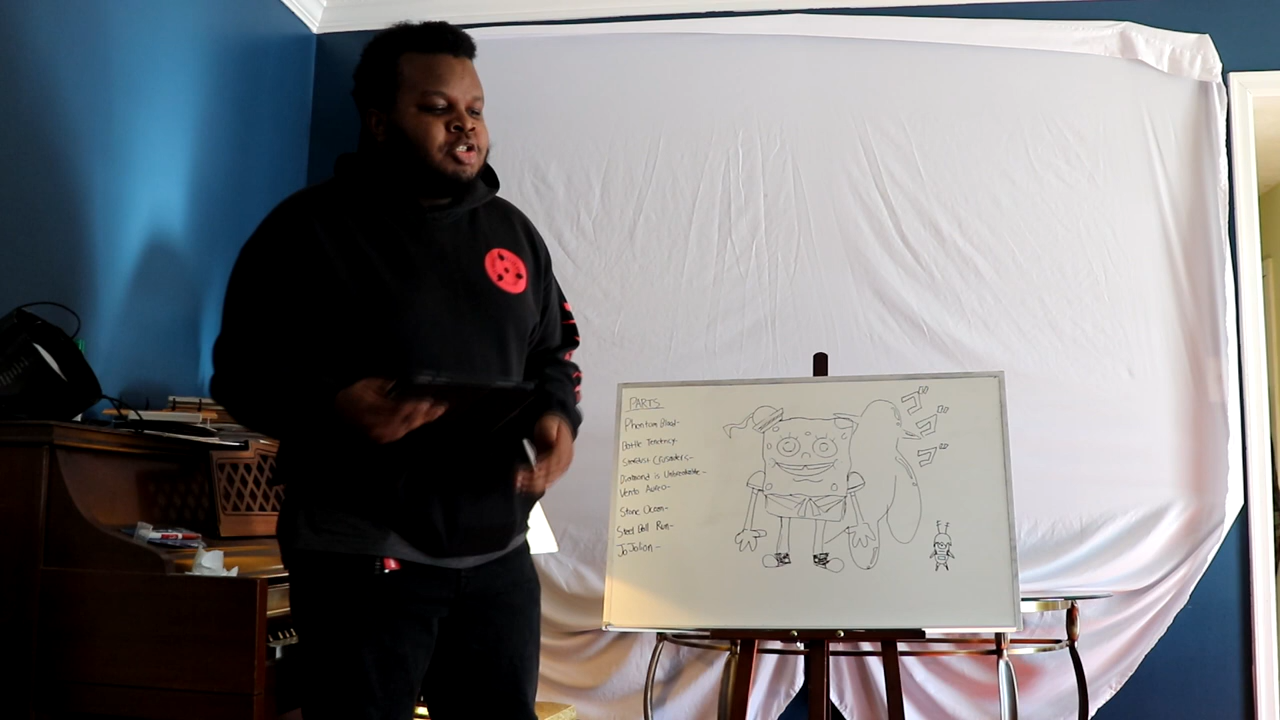 PARTS
Phantom Blood-
Battle Tendency-
Stardust Crusaders-
Diamond is Unbreakable-
Vento Aureo-
Stone Ocean-
Steel Ball Run-
JoJolion-
ゴ"
ゴ"
ゴ"